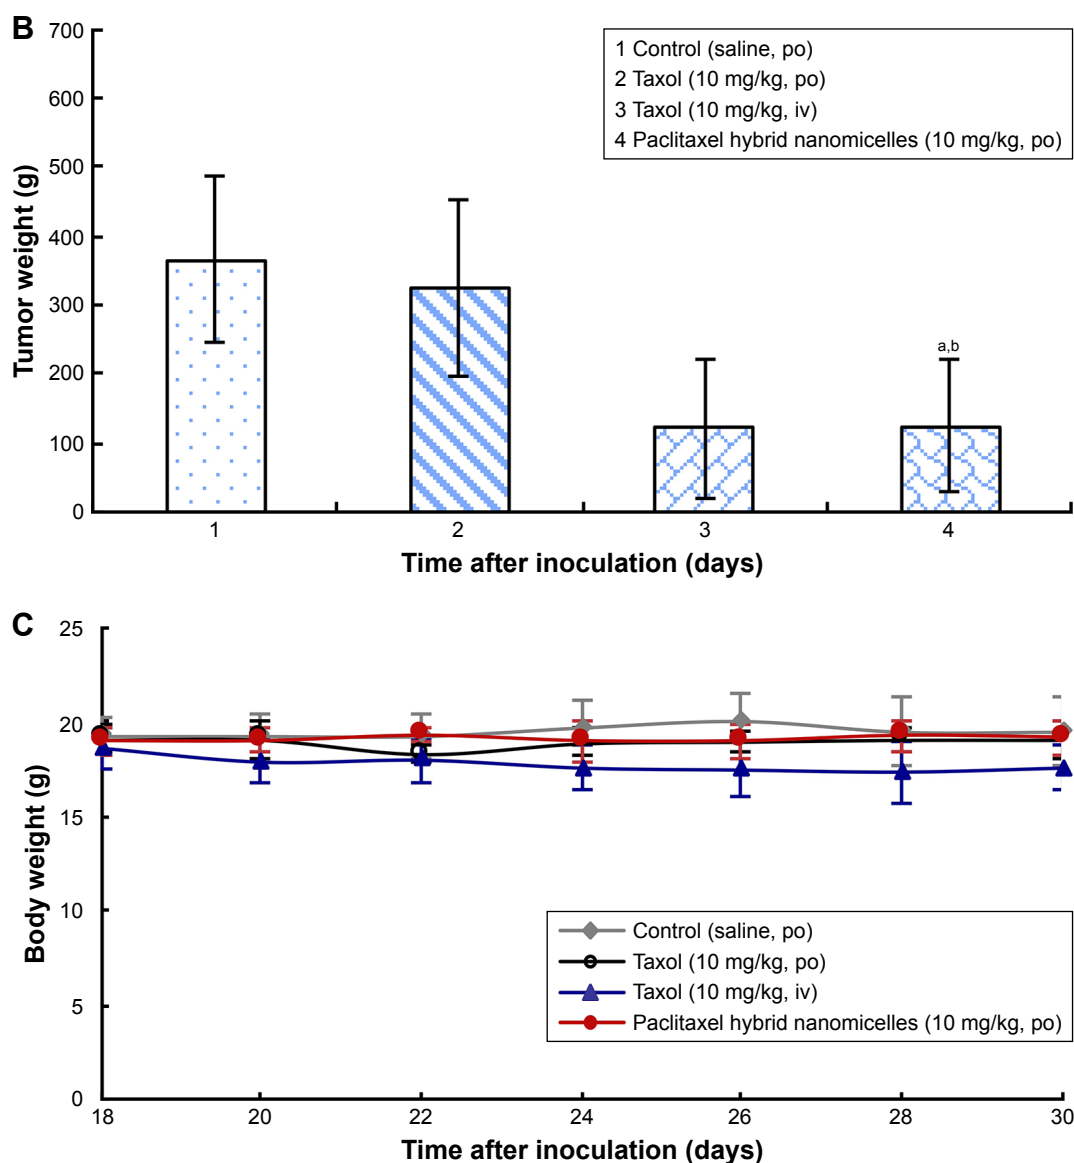 B
700
600
500
400
300
200
100
0
Tumor weight (g)
1 Control (saline, po)
2 Taxol (10 mg/kg, po)
3 Taxol (10 mg/kg, iv)
4 Paclitaxel hybrid nanomicelles (10 mg/kg, po)
a,b
1 2 3 4
Time after inoculation (days)
C
25
20
15
10
5
0
Body weight (g)
Control (saline, po)
Taxol (10 mg/kg, po)
Taxol (10 mg/kg, iv)
Paclitaxel hybrid nanomicelles (10 mg/kg, po)
18 20 22 24 26 28 30
Time after inoculation (days)